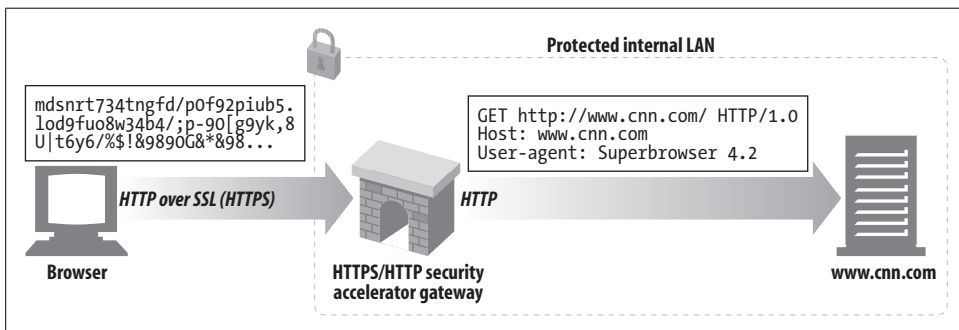 Protected internal LAN
mdsnrt734tngfd/pOf92piub5.
lod9fuo8w34b4/;p-9O[g9yk,8
U|t6y6/%$!&989OG&*&98...
GET http://www.cnn.com/ HTTP/1.0
Host: www.cnn.com
User-agent: Superbrowser 4.2
HTTP over SSL (HTTPS)
HTTP
Browser
HTTPS/HTTP security
accelerator gateway
www.cnn.com